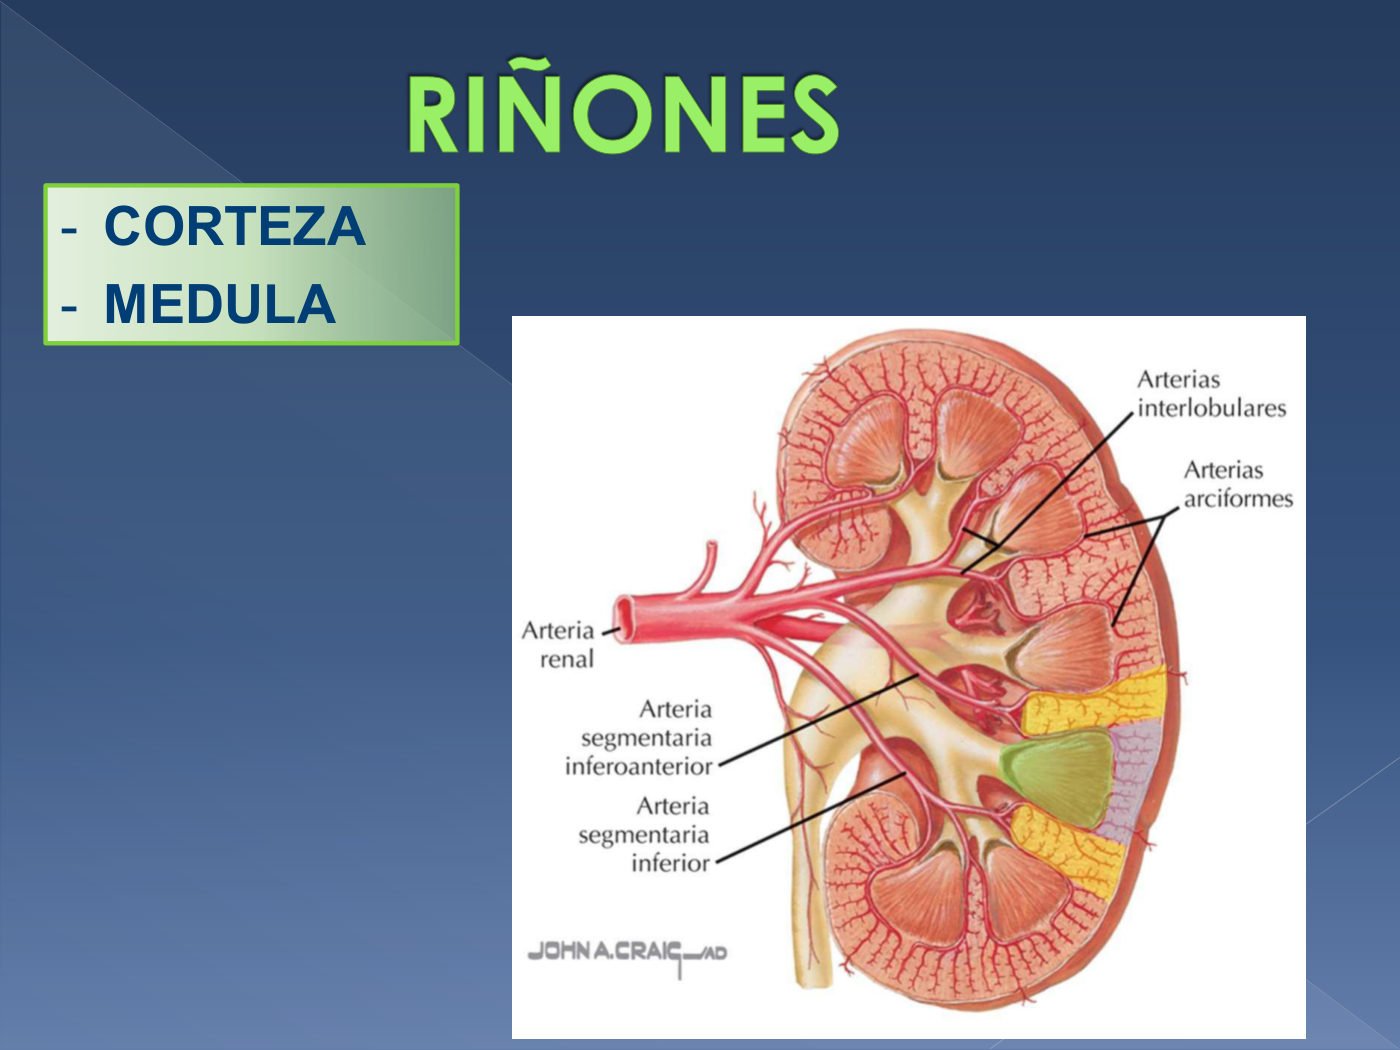 RIÑONES
- CORTEZA
- MEDULA
Arterias
interlobulares
Arterias
arciformes
Arteria
renal
Arteria
segmentaria
inferoanterior
Arteria
segmentaria
inferior
JOHN A. CRAIG_MD